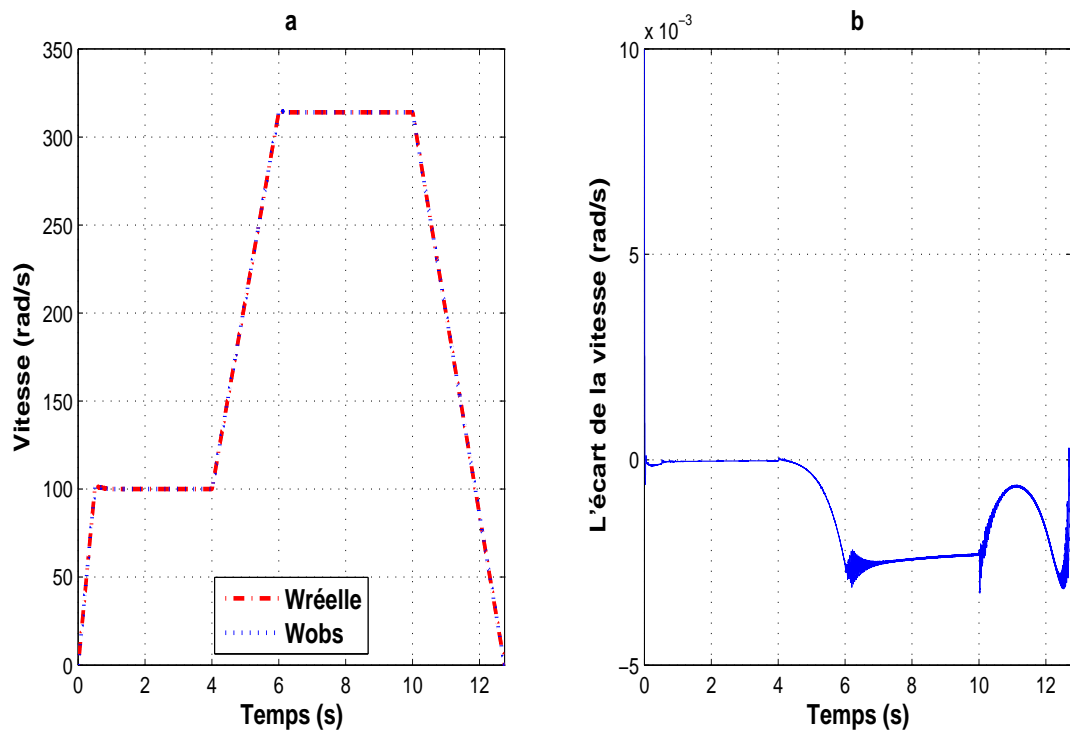 a
350
300
250
200
150
100
50
0
Vitesse (rad/s)
Wréelle
Wobs
0 2 4 6 8 10 12
Temps (s)
b
x 10⁻³
10
5
0
−5
L'écart de la vitesse (rad/s)
0 2 4 6 8 10 12
Temps (s)